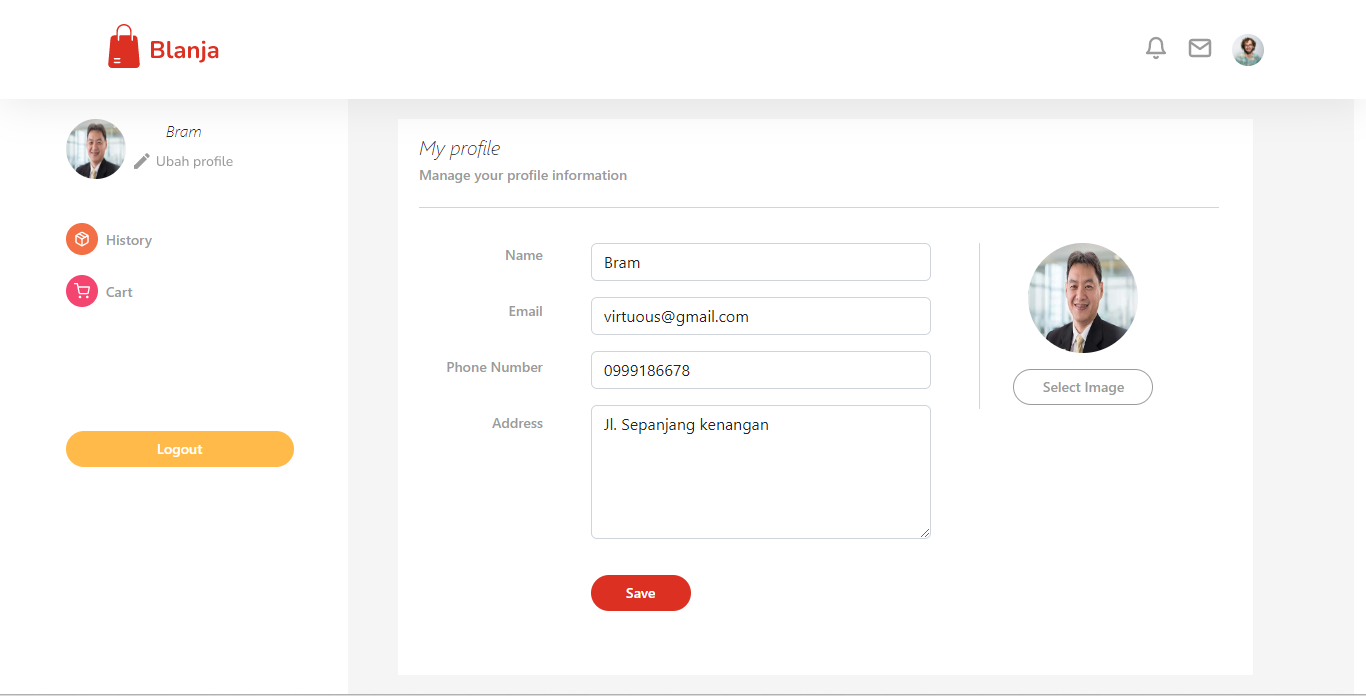 Blanja
Bram
Ubah profile
History
Cart
Logout
My profile
Manage your profile information
Name
Bram
Email
virtuous@gmail.com
Phone Number
0999186678
Address
Jl. Sepanjang kenangan
Select Image
Save